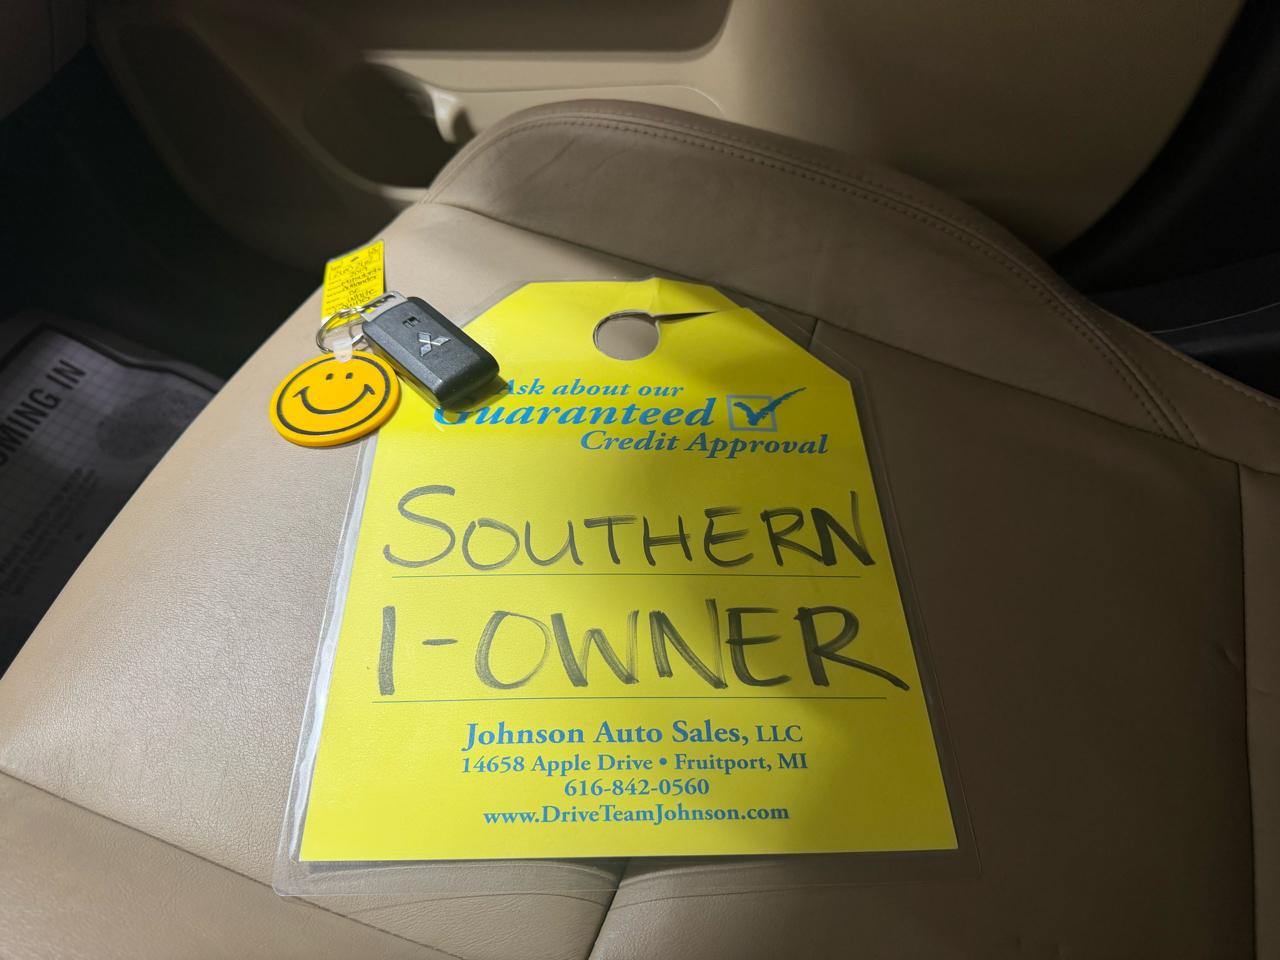 Ask about our
Guaranteed
Credit Approval
SOUTHERN
1-OWNER
Johnson Auto Sales, LLC
14658 Apple Drive • Fruitport, MI
616-842-0560
www.DriveTeamJohnson.com
OMING IN